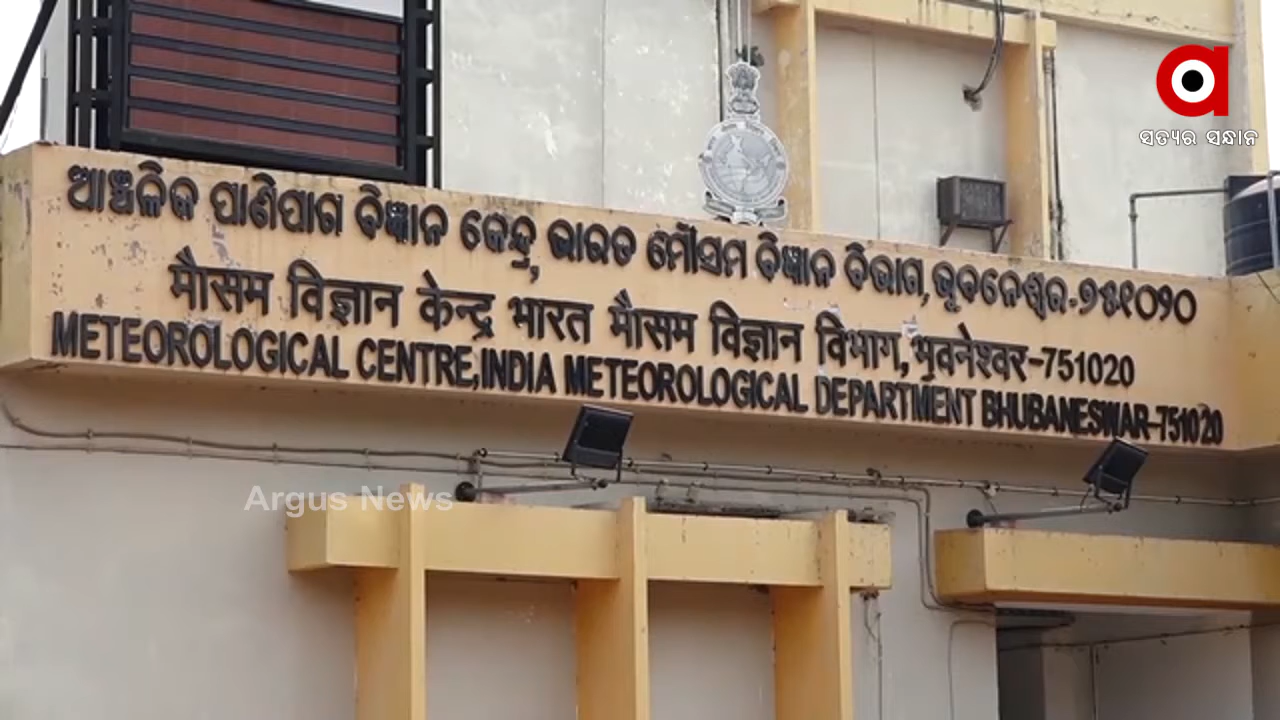 ସତ୍ୟର ସନ୍ଧାନ
ଆଞ୍ଚଳିକ ପାଣିପାଗ ବିଜ୍ଞାନ କେନ୍ଦ୍ର, ଭାରତ ମୌସମ ବିଜ୍ଞାନ ବିଭାଗ, ଭୁବନେଶ୍ୱର-୭୫୧୦୨୦
मौसम विज्ञान केन्द्र भारत मौसम विज्ञान विभाग, भुवनेश्वर-751020
METEOROLOGICAL CENTRE,INDIA METEOROLOGICAL DEPARTMENT BHUBANESWAR-751020
Argus News